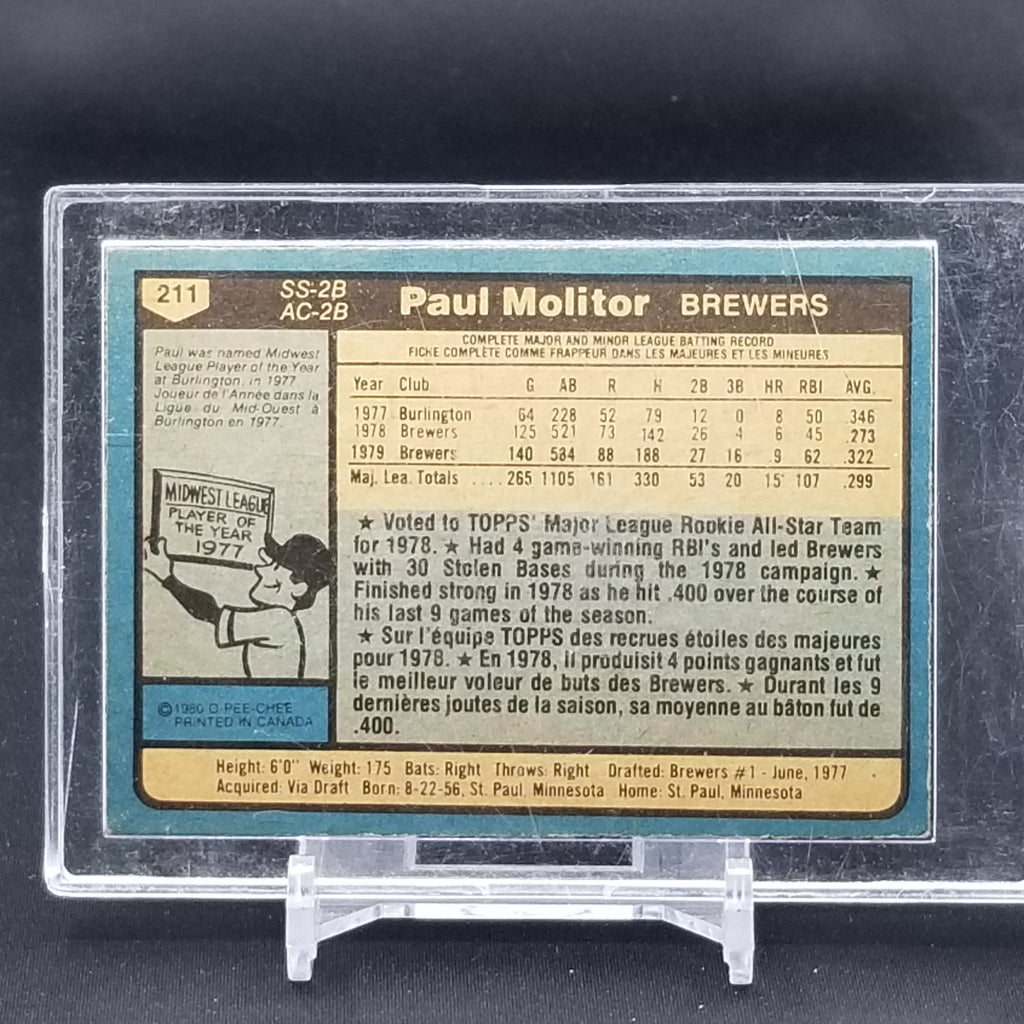 211
SS-2B
AC-2B
Paul Molitor BREWERS
Paul was named Midwest
League Player of the Year
at Burlington, in 1977.
Joueur de l'Année dans la
Ligue du Mid-Ouest à
Burlington en 1977.
MIDWEST LEAGUE
PLAYER OF
THE YEAR
1977
© 1980 O-PEE-CHEE
PRINTED IN CANADA
COMPLETE MAJOR AND MINOR LEAGUE BATTING RECORD
FICHE COMPLÈTE COMME FRAPPEUR DANS LES MAJEURES ET LES MINEURES
Year Club G AB R H 2B 3B HR RBI AVG.
1977 Burlington 64 228 52 79 12 0 8 50 .346
1978 Brewers 125 521 73 142 26 4 6 45 .273
1979 Brewers 140 584 88 188 27 16 9 62 .322
Maj. Lea. Totals .... 265 1105 161 330 53 20 15 107 .299
★ Voted to TOPPS' Major League Rookie All-Star Team
for 1978. ★ Had 4 game-winning RBI's and led Brewers
with 30 Stolen Bases during the 1978 campaign. ★
Finished strong in 1978 as he hit .400 over the course of
his last 9 games of the season.
★ Sur l'équipe TOPPS des recrues étoiles des majeures
pour 1978. ★ En 1978, il produisit 4 points gagnants et fut
le meilleur voleur de buts des Brewers. ★ Durant les 9
dernières joutes de la saison, sa moyenne au bâton fut de
.400.
Height: 6'0" Weight: 175 Bats: Right Throws: Right Drafted: Brewers #1 - June, 1977
Acquired: Via Draft Born: 8-22-56, St. Paul, Minnesota Home: St. Paul, Minnesota